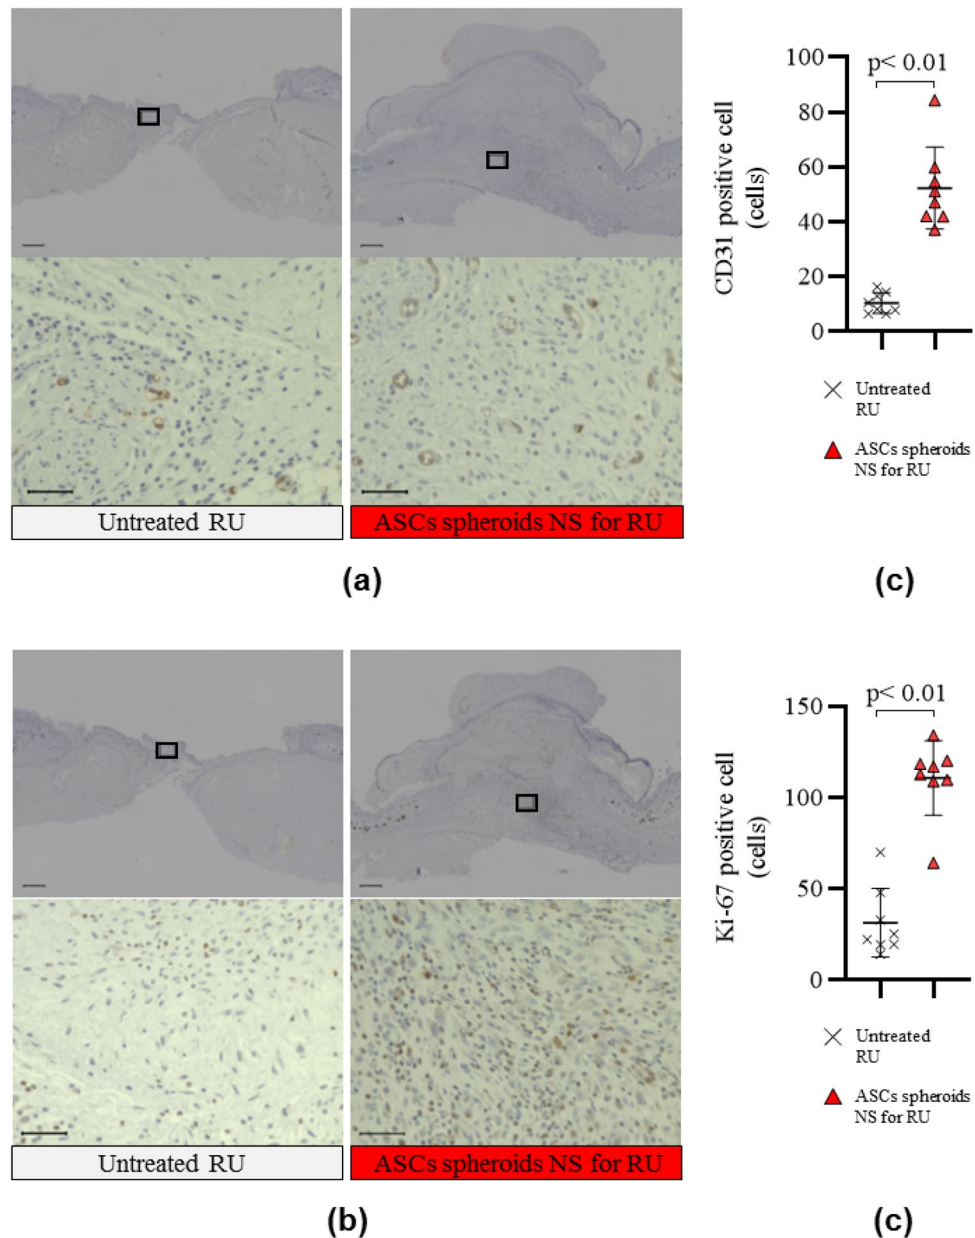 100
p< 0.01
80
60
40
20
0
CD31 positive cell
(cells)
Untreated
RU
ASCs spheroids
NS for RU
Untreated RU
ASCs spheroids NS for RU
(a)
(c)
150
p< 0.01
100
50
0
Ki-67 positive cell
(cells)
Untreated
RU
ASCs spheroids
NS for RU
Untreated RU
ASCs spheroids NS for RU
(b)
(c)